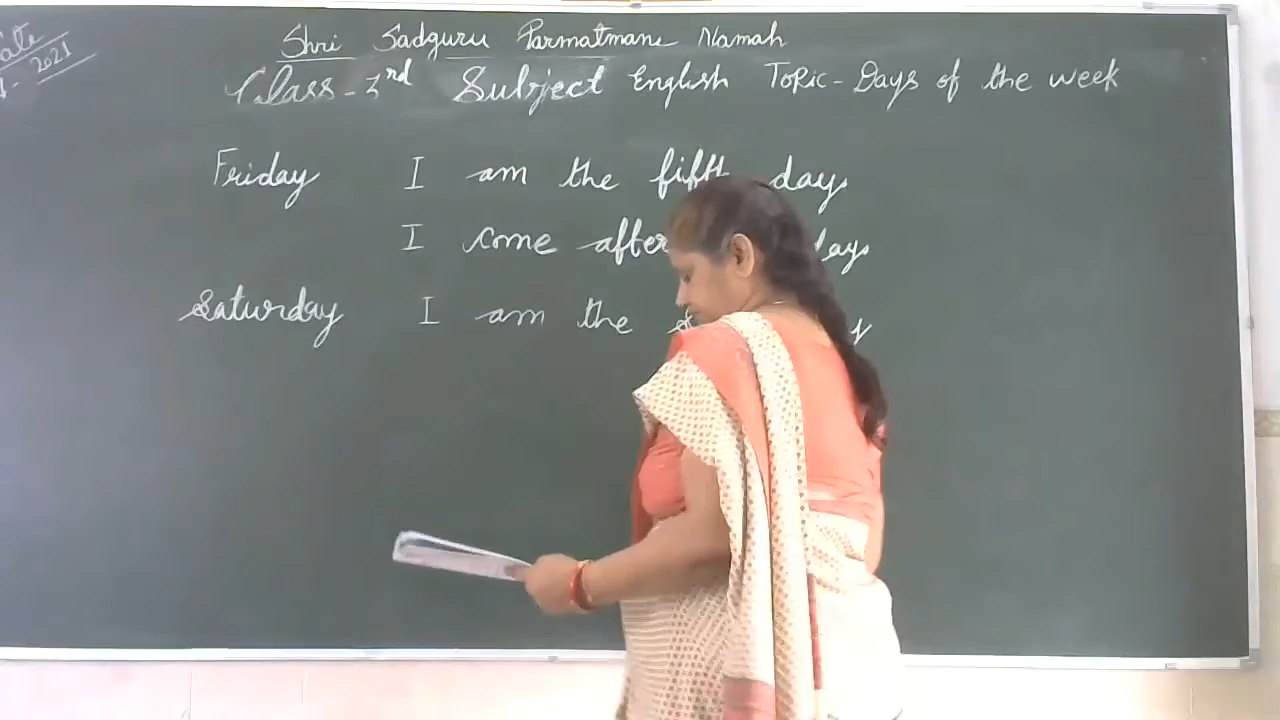 Shri Sadguru Parmatmane Namah
Class - 3rd Subject English Topic - Days of the week
2021
Friday I am the fifth day
I come after
Saturday I am the